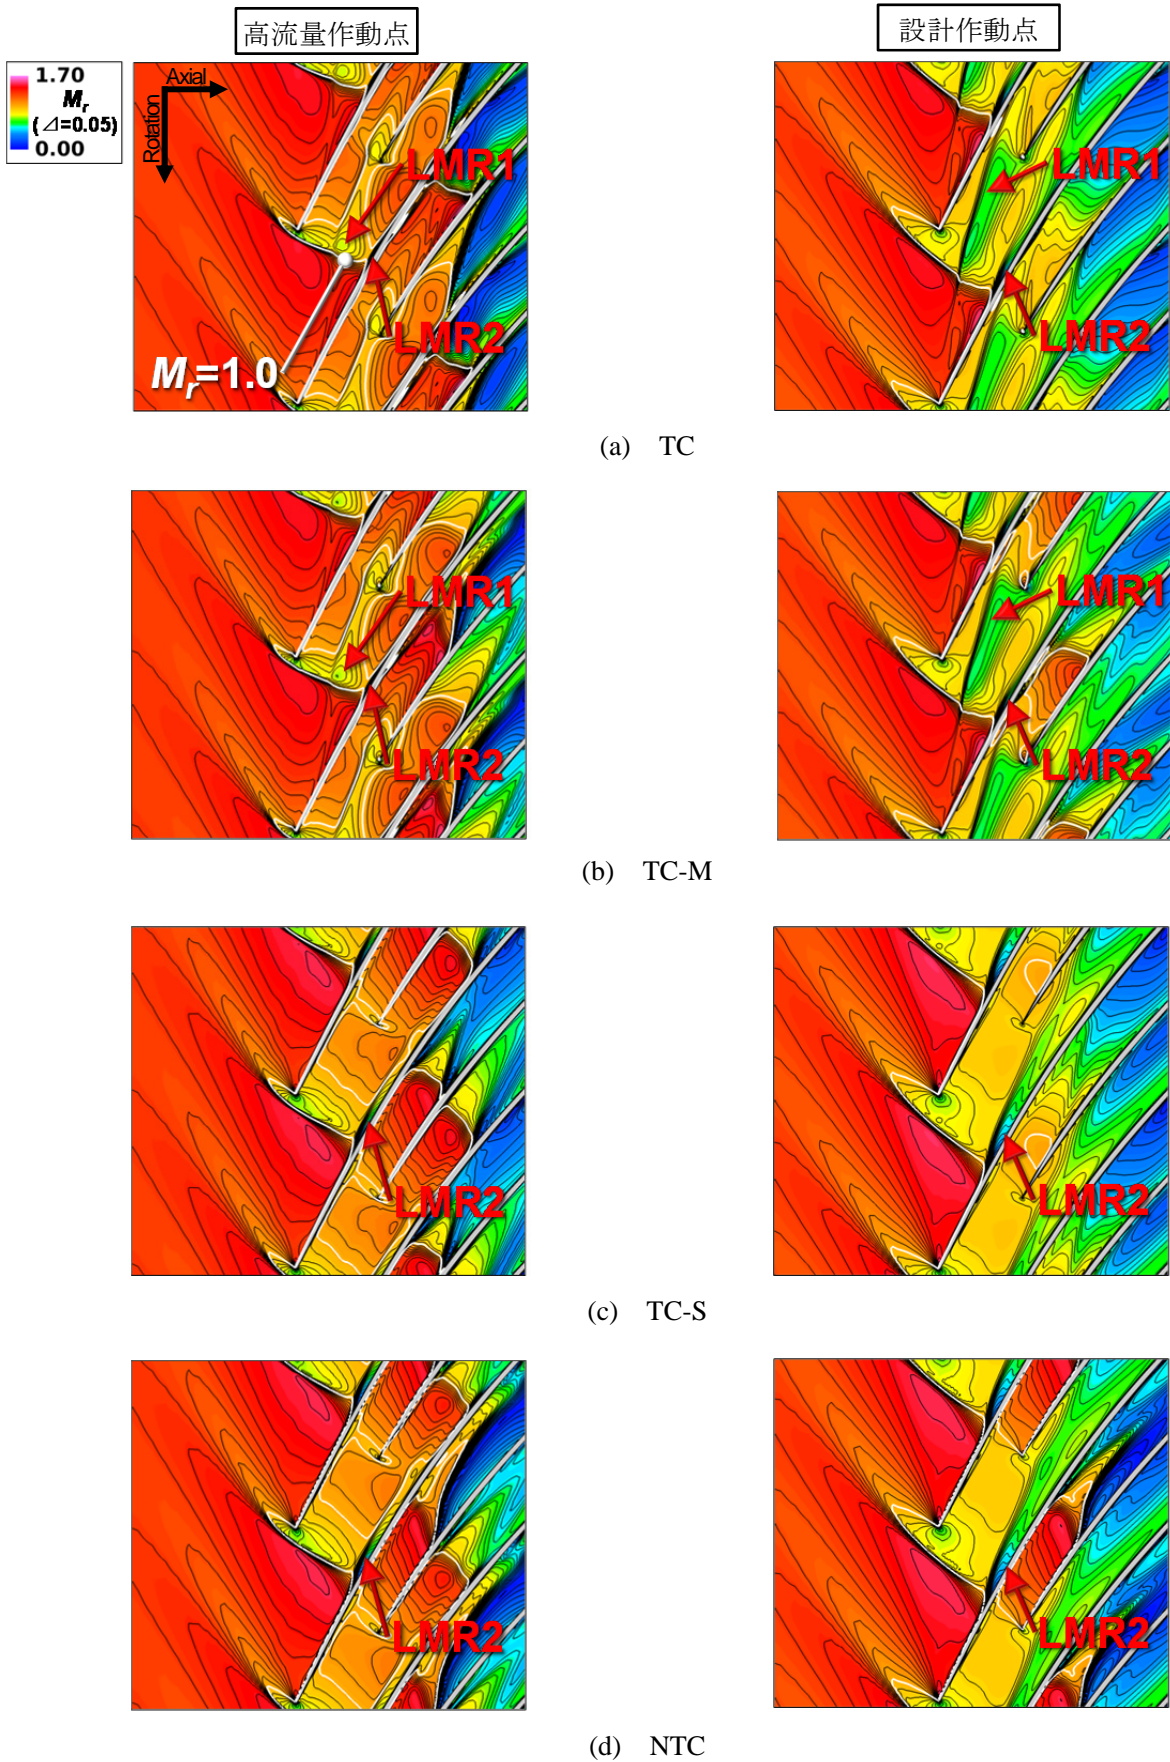 高流量作動点
設計作動点
1.70
Mr
(⊿=0.05)
0.00
Axial
Rotation
LMR1
LMR2
Mr=1.0
LMR1
LMR2
(a) TC
LMR1
LMR2
LMR1
LMR2
(b) TC-M
LMR2
LMR2
(c) TC-S
LMR2
LMR2
(d) NTC